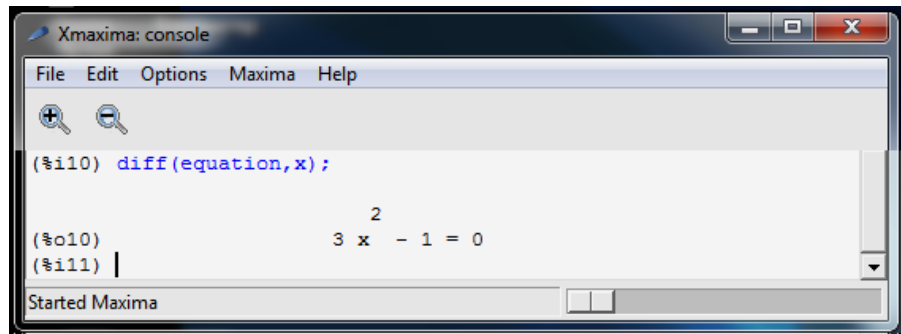 Xmaxima: console
File Edit Options Maxima Help
(%i10) diff(equation,x);
2
(%o10) 3 x - 1 = 0
(%i11)
Started Maxima